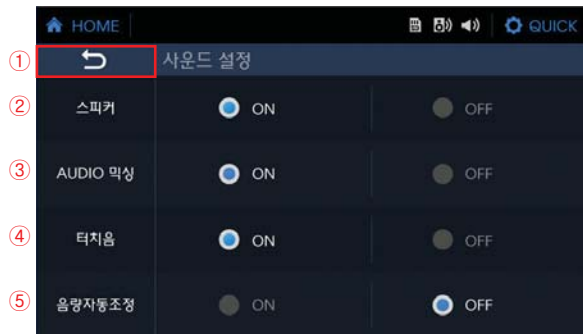 HOME QUICK
① 사운드 설정
② 스피커 ON OFF
③ AUDIO 믹싱 ON OFF
④ 터치음 ON OFF
⑤ 음량자동조정 ON OFF